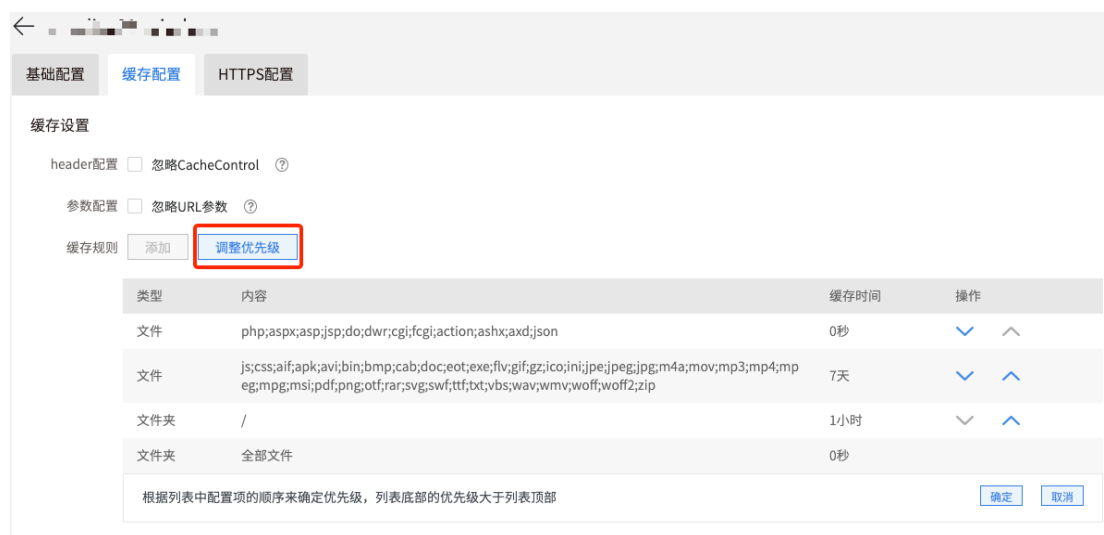 基础配置 缓存配置 HTTPS配置
缓存设置
header配置 忽略CacheControl ?
参数配置 忽略URL参数 ?
缓存规则 添加 调整优先级
类型 内容 缓存时间 操作
文件 php;aspx;asp;jsp;do;dwr;cgi;fcgi;action;ashx;axd;json 0秒
文件 js;css;aif;apk;avi;bin;bmp;cab;doc;eot;exe;flv;gif;gz;ico;ini;jpe;jpeg;jpg;m4a;mov;mp3;mp4;mp 7天
eg;mpg;msi;pdf;png;otf;rar;svg;swf;ttf;txt;vbs;wav;wmv;woff;woff2;zip
文件夹 / 1小时
文件夹 全部文件 0秒
根据列表中配置项的顺序来确定优先级，列表底部的优先级大于列表顶部 确定 取消